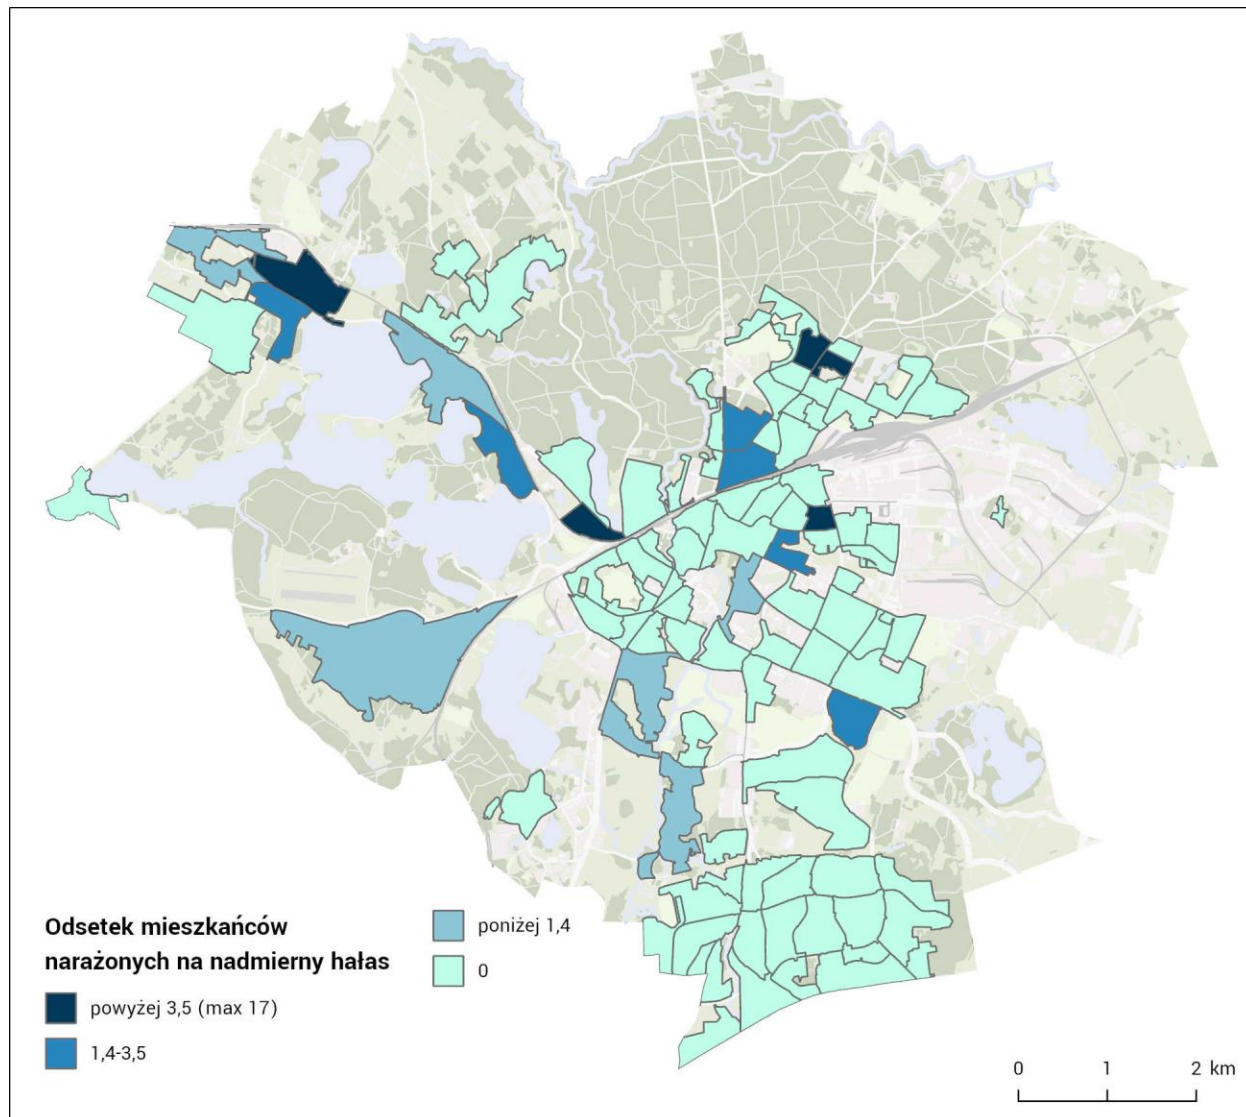 Odsetek mieszkańców
narażonych na nadmierny hałas
powyżej 3,5 (max 17)
1,4-3,5
poniżej 1,4
0
0 1 2 km